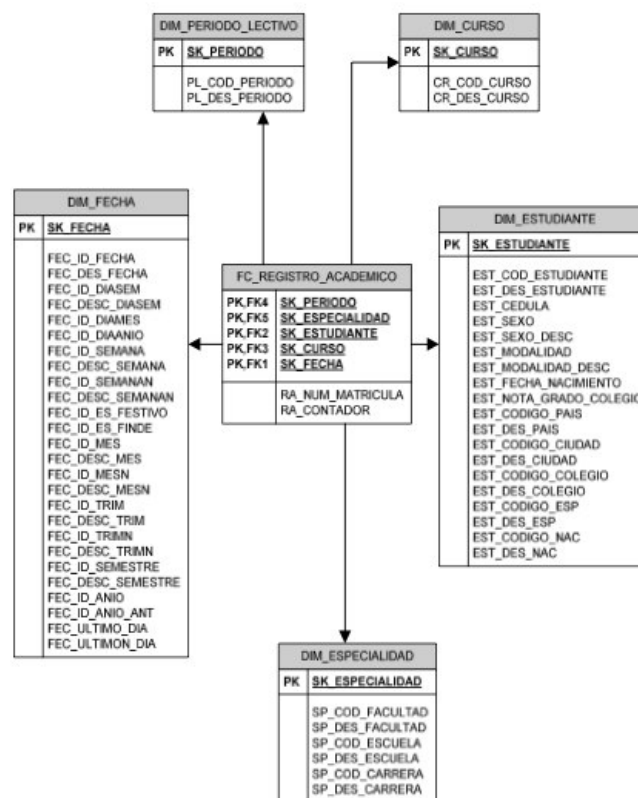 DIM_PERIODO_LECTIVO
PK SK_PERIODO
PL_COD_PERIODO
PL_DES_PERIODO
DIM_CURSO
PK SK_CURSO
CR_COD_CURSO
CR_DES_CURSO
DIM_FECHA
PK SK_FECHA
FEC_ID_FECHA
FEC_DES_FECHA
FEC_ID_DIASEM
FEC_DESC_DIASEM
FEC_ID_DIAMES
FEC_ID_DIAANIO
FEC_ID_SEMANA
FEC_DESC_SEMANA
FEC_ID_SEMANAN
FEC_DESC_SEMANAN
FEC_ID_ES_FESTIVO
FEC_ID_ES_FINDE
FEC_ID_MES
FEC_DESC_MES
FEC_ID_MESN
FEC_DESC_MESN
FEC_ID_TRIM
FEC_DESC_TRIM
FEC_ID_TRIMN
FEC_DESC_TRIMN
FEC_ID_SEMESTRE
FEC_DESC_SEMESTRE
FEC_ID_ANIO
FEC_ID_ANIO_ANT
FEC_ULTIMO_DIA
FEC_ULTIMON_DIA
FC_REGISTRO_ACADEMICO
PK,FK4 SK_PERIODO
PK,FK5 SK_ESPECIALIDAD
PK,FK2 SK_ESTUDIANTE
PK,FK3 SK_CURSO
PK,FK1 SK_FECHA
RA_NUM_MATRICULA
RA_CONTADOR
DIM_ESTUDIANTE
PK SK_ESTUDIANTE
EST_COD_ESTUDIANTE
EST_DES_ESTUDIANTE
EST_CEDULA
EST_SEXO
EST_SEXO_DESC
EST_MODALIDAD
EST_MODALIDAD_DESC
EST_FECHA_NACIMIENTO
EST_NOTA_GRADO_COLEGIO
EST_CODIGO_PAIS
EST_DES_PAIS
EST_CODIGO_CIUDAD
EST_DES_CIUDAD
EST_CODIGO_COLEGIO
EST_DES_COLEGIO
EST_CODIGO_ESP
EST_DES_ESP
EST_CODIGO_NAC
EST_DES_NAC
DIM_ESPECIALIDAD
PK SK_ESPECIALIDAD
SP_COD_FACULTAD
SP_DES_FACULTAD
SP_COD_ESCUELA
SP_DES_ESCUELA
SP_COD_CARRERA
SP_DES_CARRERA